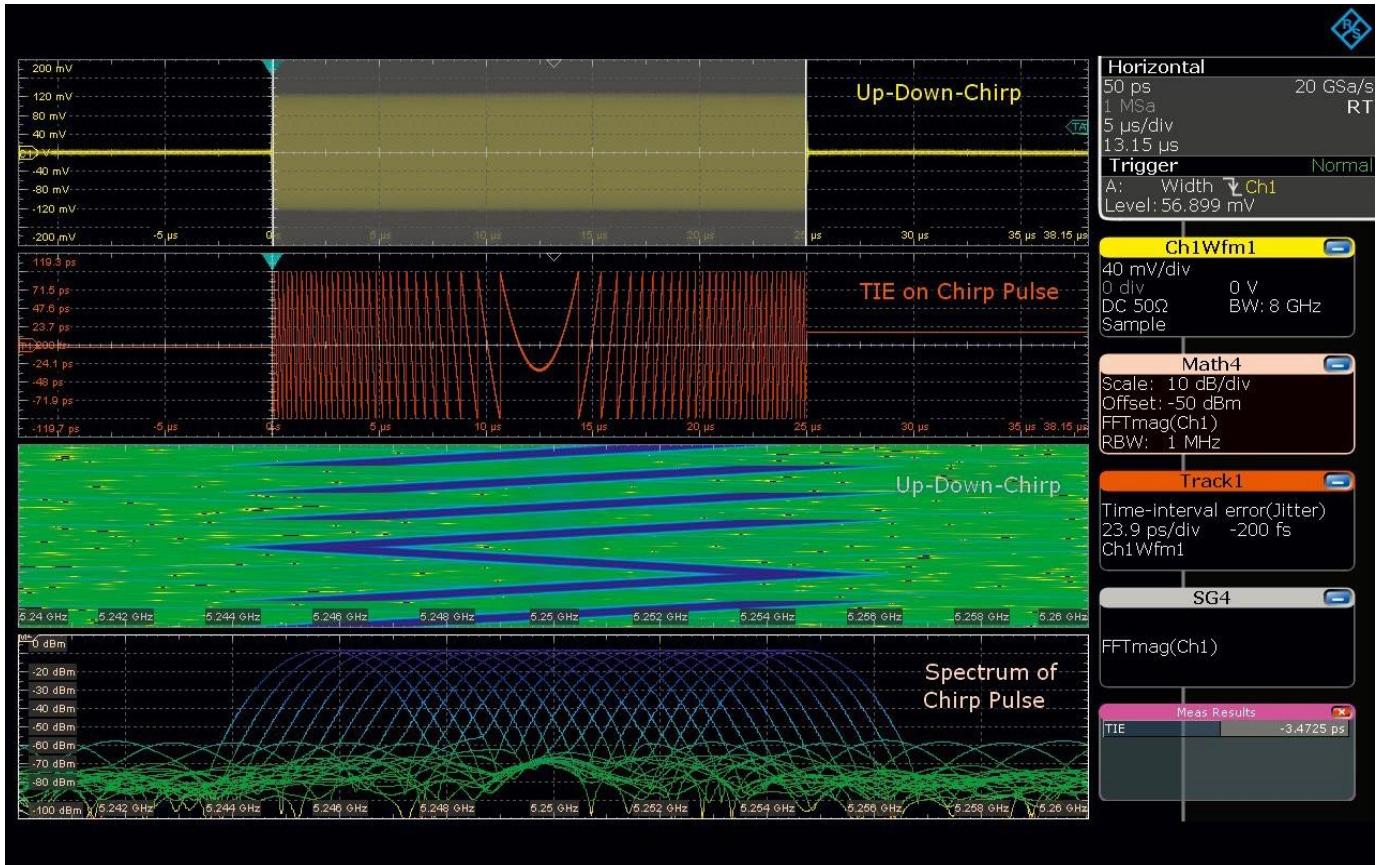 R&S
200 mV
120 mV
80 mV
40 mV
C1 V
-40 mV
-80 mV
-120 mV
-200 mV
-5 µs
0 s
5 µs
10 µs
15 µs
20 µs
25 µs
30 µs
35 µs 38.15 µs
Up-Down-Chirp
TA
119.3 ps
71.5 ps
47.6 ps
23.7 ps
-24.1 ps
-48 ps
-71.9 ps
-119.7 ps
-5 µs
0 s
5 µs
10 µs
15 µs
20 µs
25 µs
30 µs
35 µs 38.15 µs
TIE on Chirp Pulse
Up-Down-Chirp
5.24 GHz 5.242 GHz 5.244 GHz 5.246 GHz 5.248 GHz 5.25 GHz 5.252 GHz 5.254 GHz 5.256 GHz 5.258 GHz 5.26 GHz
0 dBm
-20 dBm
-30 dBm
-40 dBm
-50 dBm
-60 dBm
-70 dBm
-80 dBm
-100 dBm
5.242 GHz 5.244 GHz 5.246 GHz 5.248 GHz 5.25 GHz 5.252 GHz 5.254 GHz 5.256 GHz 5.258 GHz 5.26 GHz
Spectrum of
Chirp Pulse
Horizontal
50 ps 20 GSa/s
1 MSa RT
5 µs/div
13.15 µs
Trigger Normal
A: Width Ch1
Level: 56.899 mV
Ch1Wfm1
40 mV/div
0 div 0 V
DC 50Ω BW: 8 GHz
Sample
Math4
Scale: 10 dB/div
Offset: -50 dBm
FFTmag(Ch1)
RBW: 1 MHz
Track1
Time-interval error(Jitter)
23.9 ps/div -200 fs
Ch1Wfm1
SG4
FFTmag(Ch1)
Meas Results
TIE -3.4725 ps